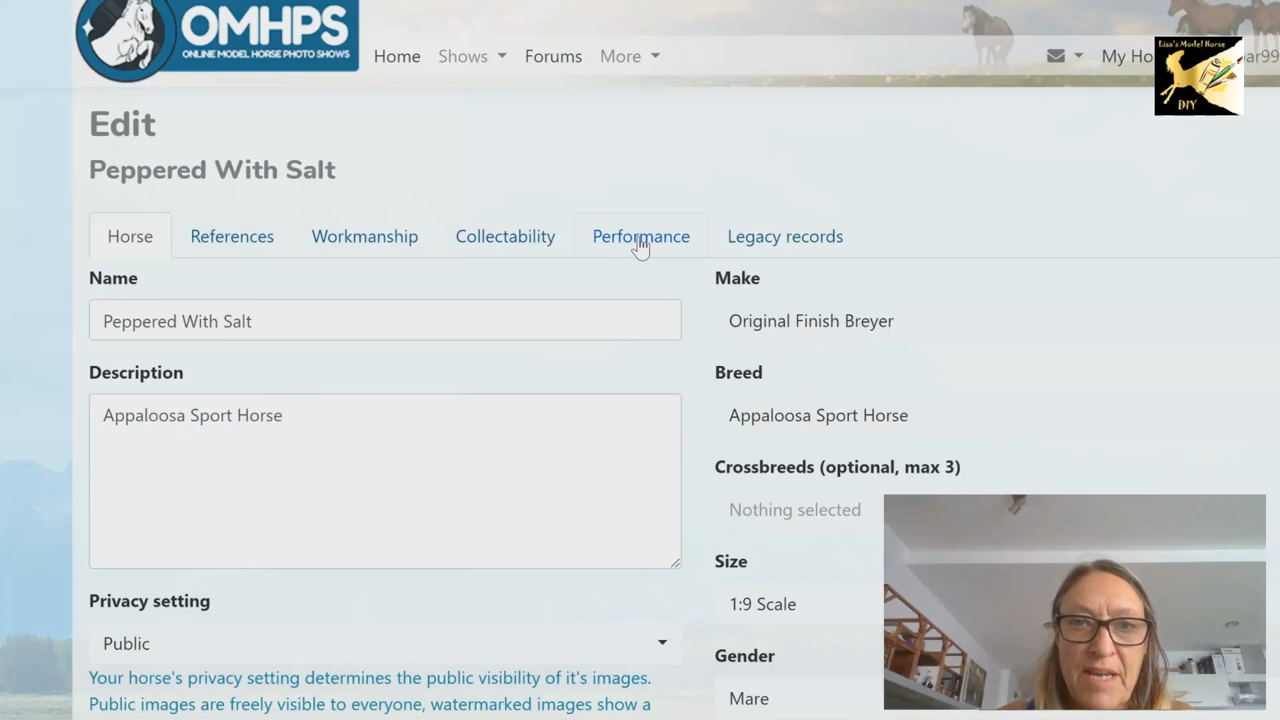 OMHPS
ONLINE MODEL HORSE PHOTO SHOWS
Home Shows Forums More My Ho ar99
Lisa's Model Horse
DIY
Edit
Peppered With Salt
Horse References Workmanship Collectability Performance Legacy records
Name
Peppered With Salt
Make
Original Finish Breyer
Description
Appaloosa Sport Horse
Breed
Appaloosa Sport Horse
Crossbreeds (optional, max 3)
Nothing selected
Size
1:9 Scale
Privacy setting
Public
Gender
Mare
Your horse's privacy setting determines the public visibility of it's images.
Public images are freely visible to everyone, watermarked images show a